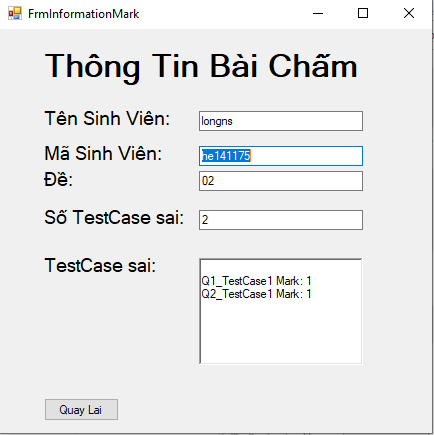 FrmInformationMark
Thông Tin Bài Chấm
Tên Sinh Viên: longns
Mã Sinh Viên: he141175
Đề: 02
Số TestCase sai: 2
TestCase sai:
Q1_TestCase1 Mark: 1
Q2_TestCase1 Mark: 1
Quay Lai